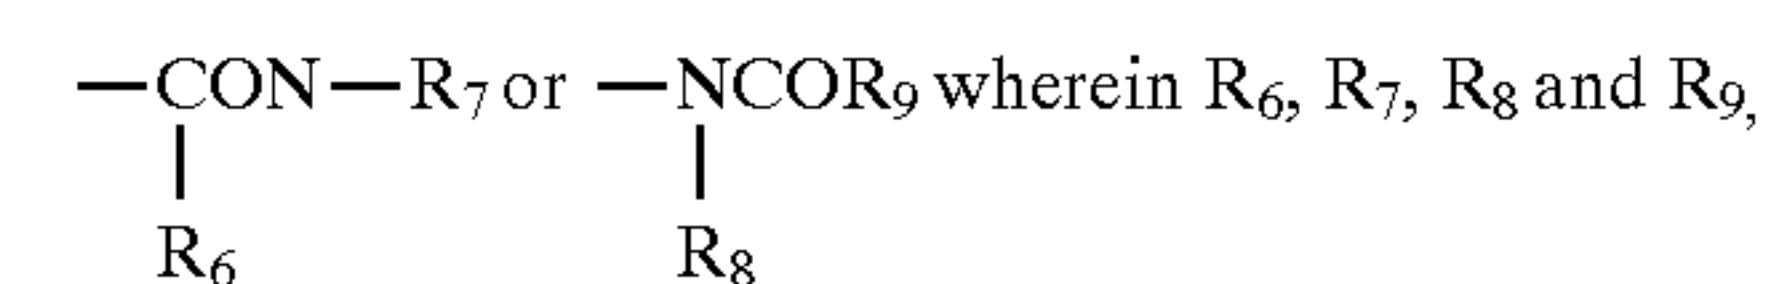 —CON—R₇ or —NCOR₉ wherein R₆, R₇, R₈ and R₉,
R₆ R₈